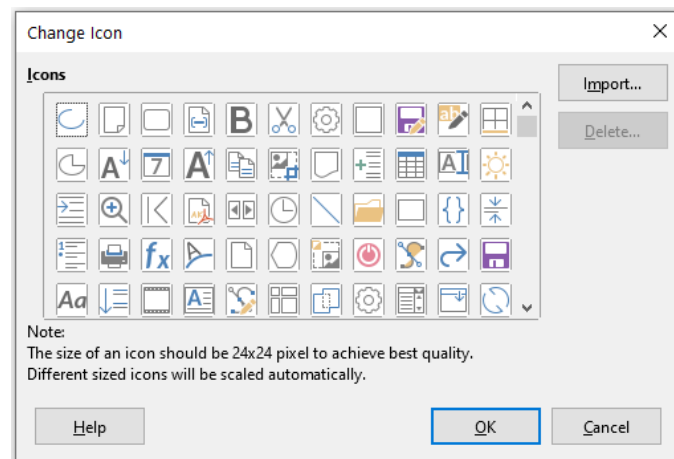 Change Icon
Icons
Import...
Delete...
Note:
The size of an icon should be 24x24 pixel to achieve best quality.
Different sized icons will be scaled automatically.
Help
OK
Cancel